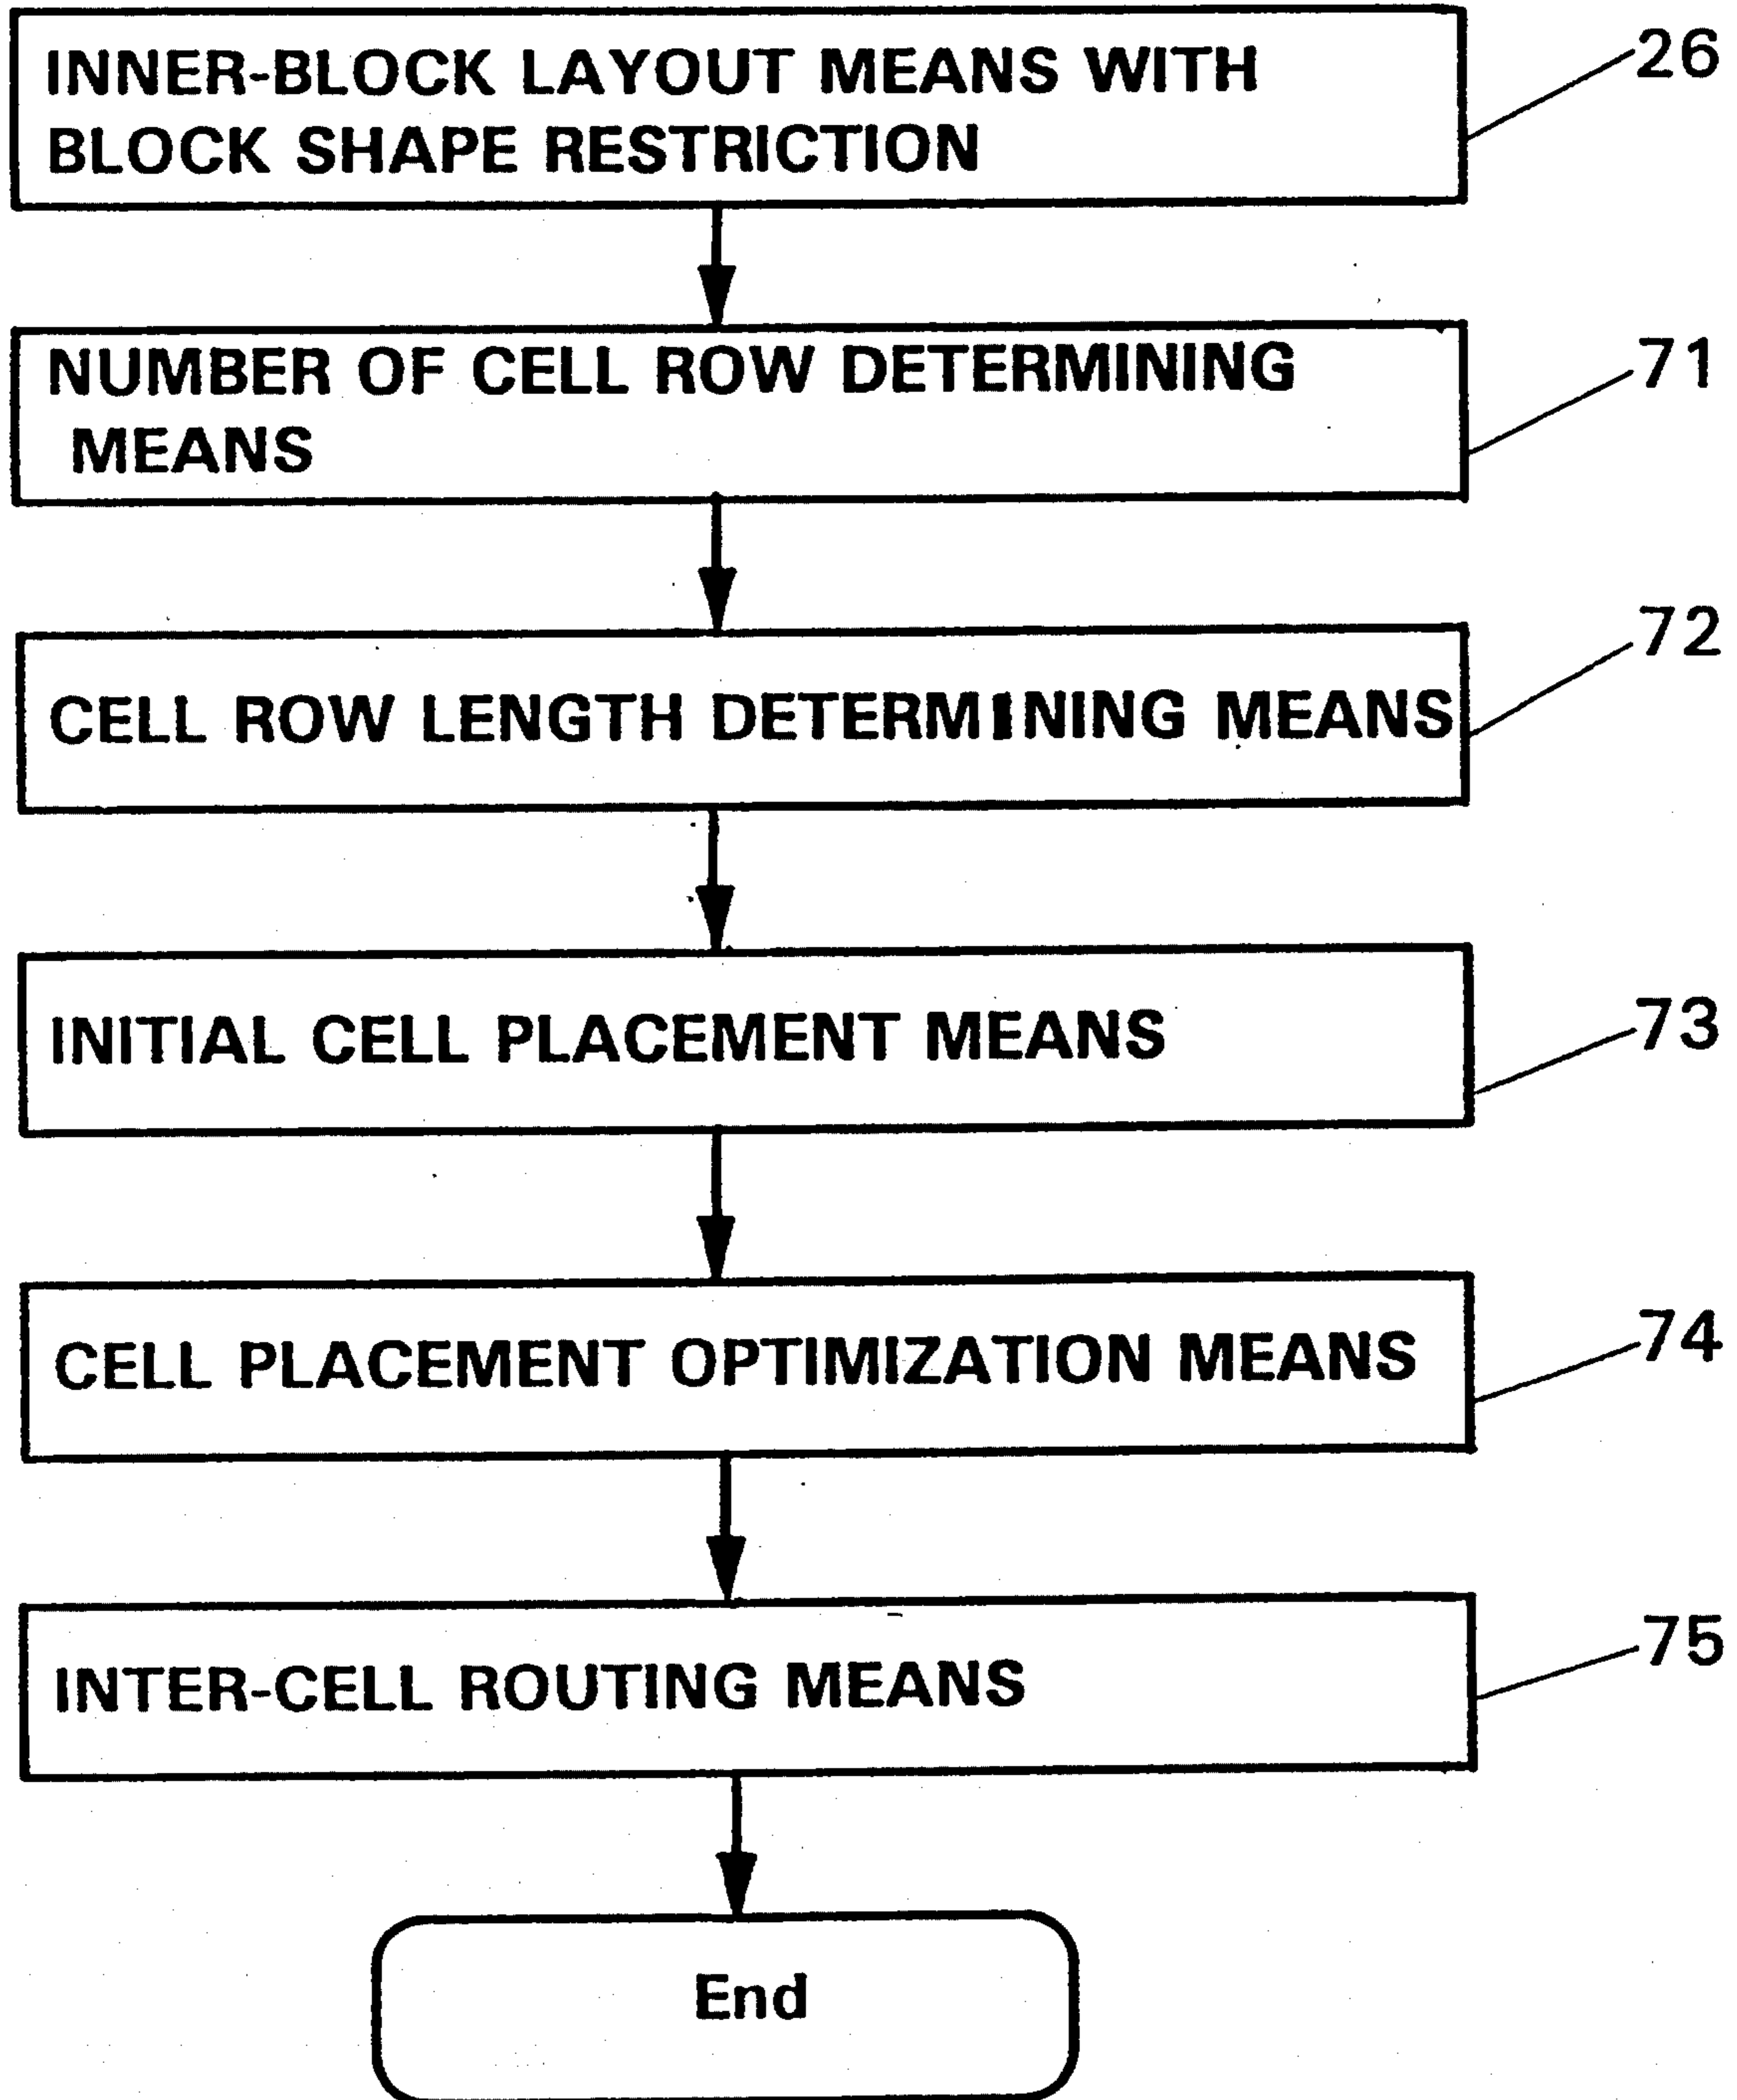 INNER-BLOCK LAYOUT MEANS WITH
BLOCK SHAPE RESTRICTION
26
NUMBER OF CELL ROW DETERMINING
MEANS
71
CELL ROW LENGTH DETERMINING MEANS
72
INITIAL CELL PLACEMENT MEANS
73
CELL PLACEMENT OPTIMIZATION MEANS
74
INTER-CELL ROUTING MEANS
75
End